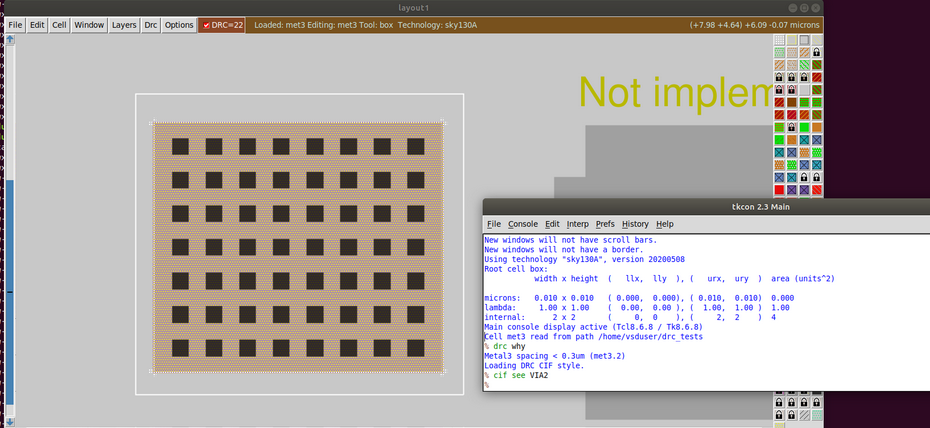 layout1
File Edit Cell Window Layers Drc Options DRC=22 Loaded: met3 Editing: met3 Tool: box Technology: sky130A (+7.98 +4.64) +6.09 -0.07 microns
Not implem
tkcon 2.3 Main
File Console Edit Interp Prefs History Help
New windows will not have scroll bars.
New windows will not have a border.
Using technology "sky130A", version 20200508
Root cell box:
width x height ( llx, lly ), ( urx, ury ) area (units^2)
microns: 0.010 x 0.010 ( 0.000, 0.000), ( 0.010, 0.010) 0.000
lambda: 1.00 x 1.00 ( 0.00, 0.00 ), ( 1.00, 1.00 ) 1.00
internal: 2 x 2 ( 0, 0 ), ( 2, 2 ) 4
Main console display active (Tcl8.6.8 / Tk8.6.8)
Cell met3 read from path /home/vsduser/drc_tests
% drc why
Metal3 spacing < 0.3um (met3.2)
Loading DRC CIF style.
% cif see VIA2
%